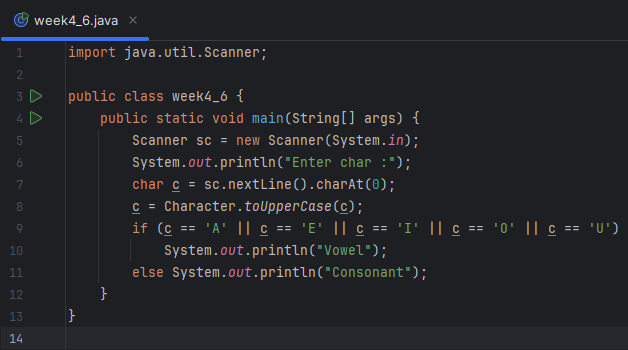 week4_6.java
1 import java.util.Scanner;
2
3 public class week4_6 {
4     public static void main(String[] args) {
5         Scanner sc = new Scanner(System.in);
6         System.out.println("Enter char :");
7         char c = sc.nextLine().charAt(0);
8         c = Character.toUpperCase(c);
9         if (c == 'A' || c == 'E' || c == 'I' || c == 'O' || c == 'U')
10             System.out.println("Vowel");
11         else System.out.println("Consonant");
12     }
13 }
14